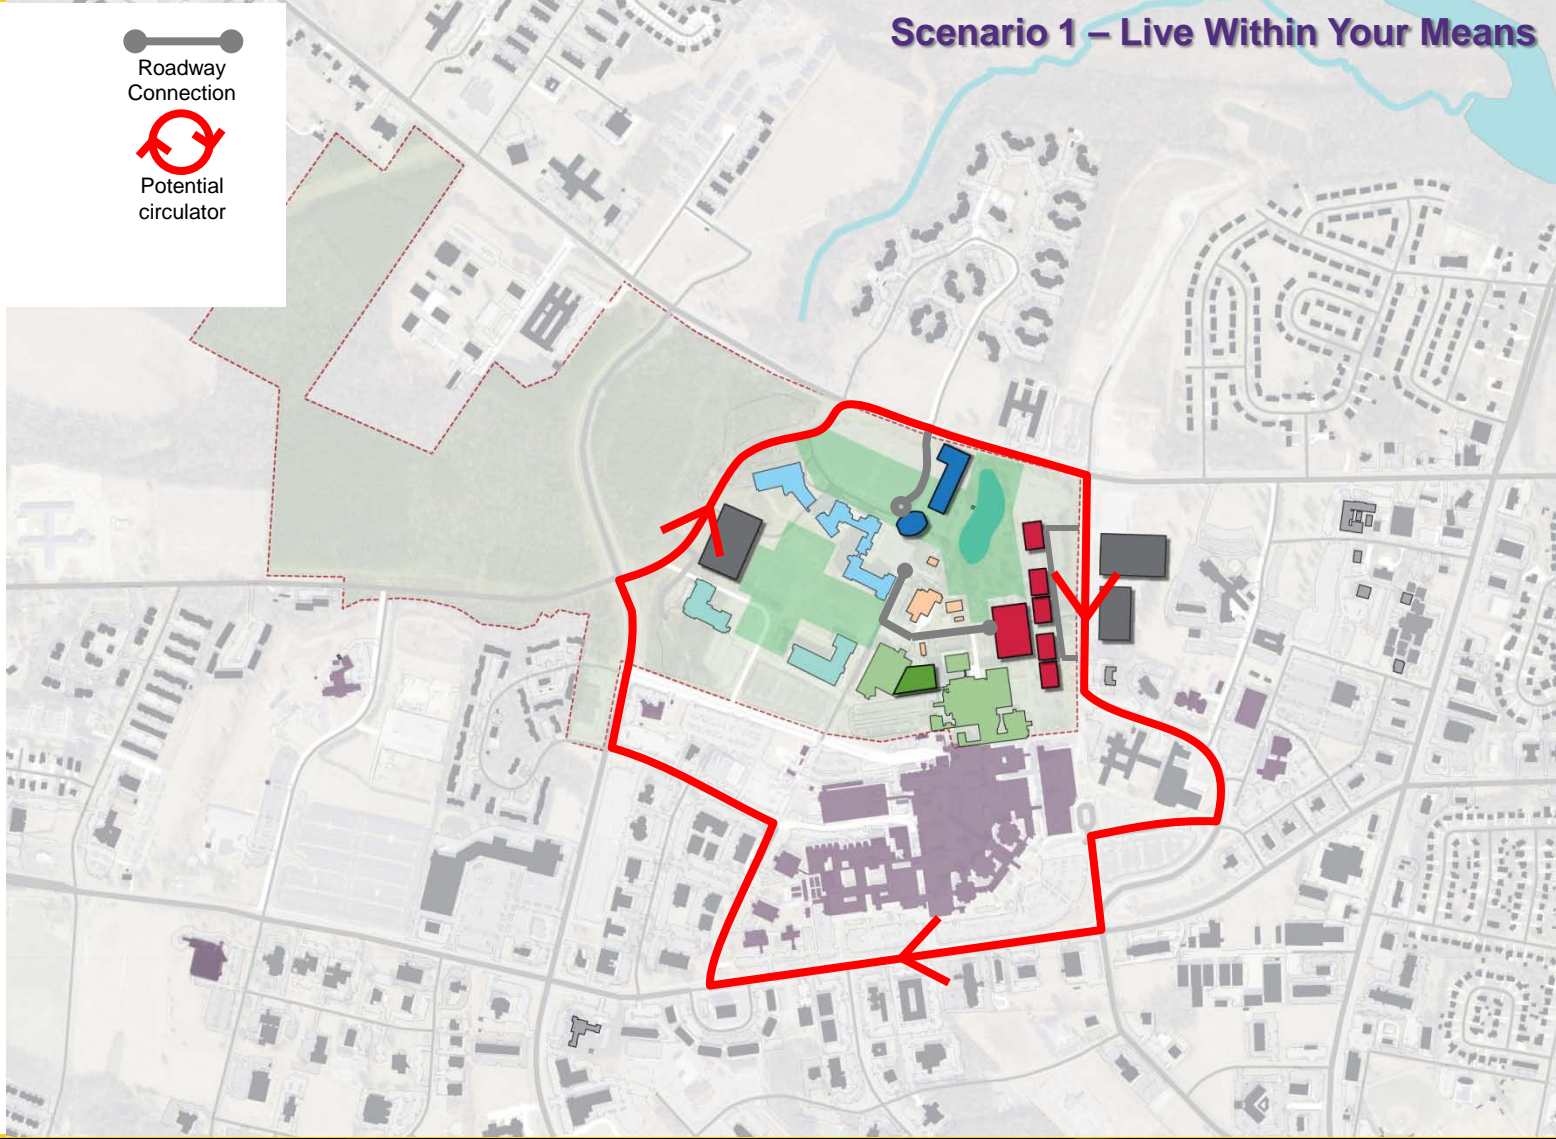 Scenario 1 – Live Within Your Means
Roadway
Connection
Potential
circulator